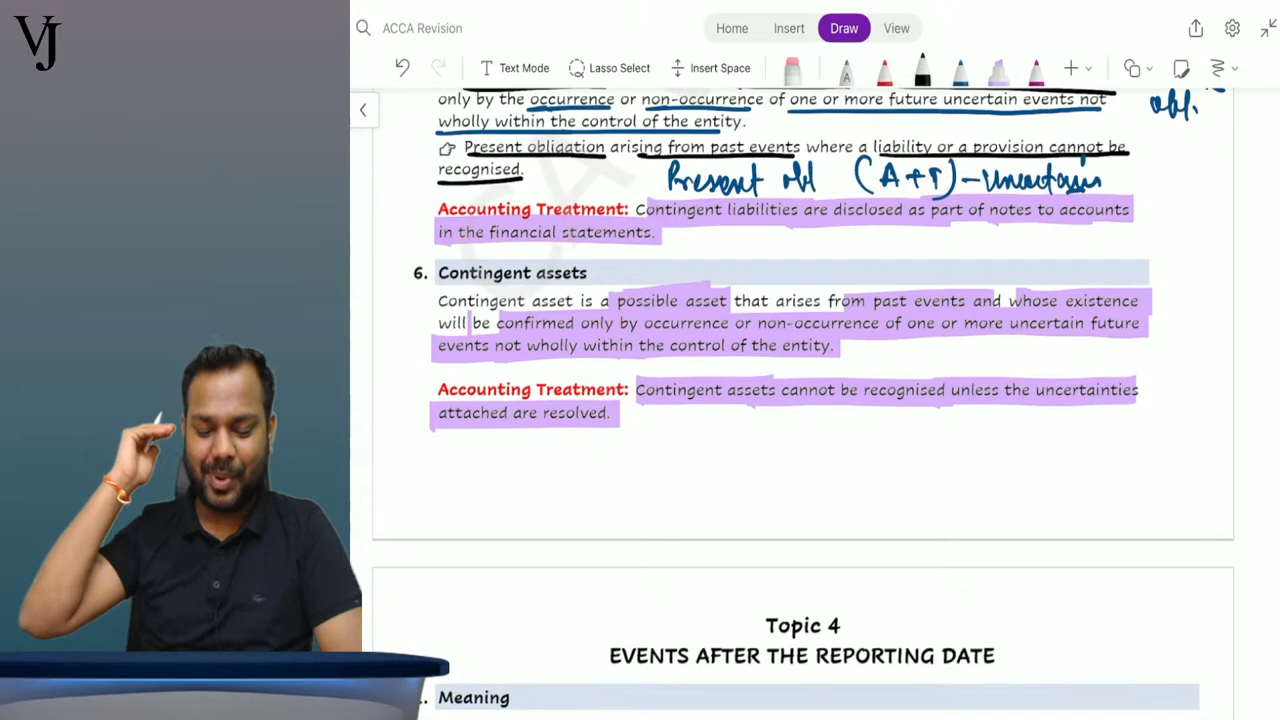 VJ
ACCA Revision
Home Insert Draw View
Text Mode Lasso Select Insert Space
only by the occurrence or non-occurrence of one or more future uncertain events not
obl.
wholly within the control of the entity.
☞ Present obligation arising from past events where a liability or a provision cannot be
recognised.
Present obl (A+T) - Uncertain
Accounting Treatment: Contingent liabilities are disclosed as part of notes to accounts
in the financial statements.
6. Contingent assets
Contingent asset is a possible asset that arises from past events and whose existence
will be confirmed only by occurrence or non-occurrence of one or more uncertain future
events not wholly within the control of the entity.
Accounting Treatment: Contingent assets cannot be recognised unless the uncertainties
attached are resolved.
Topic 4
EVENTS AFTER THE REPORTING DATE
Meaning